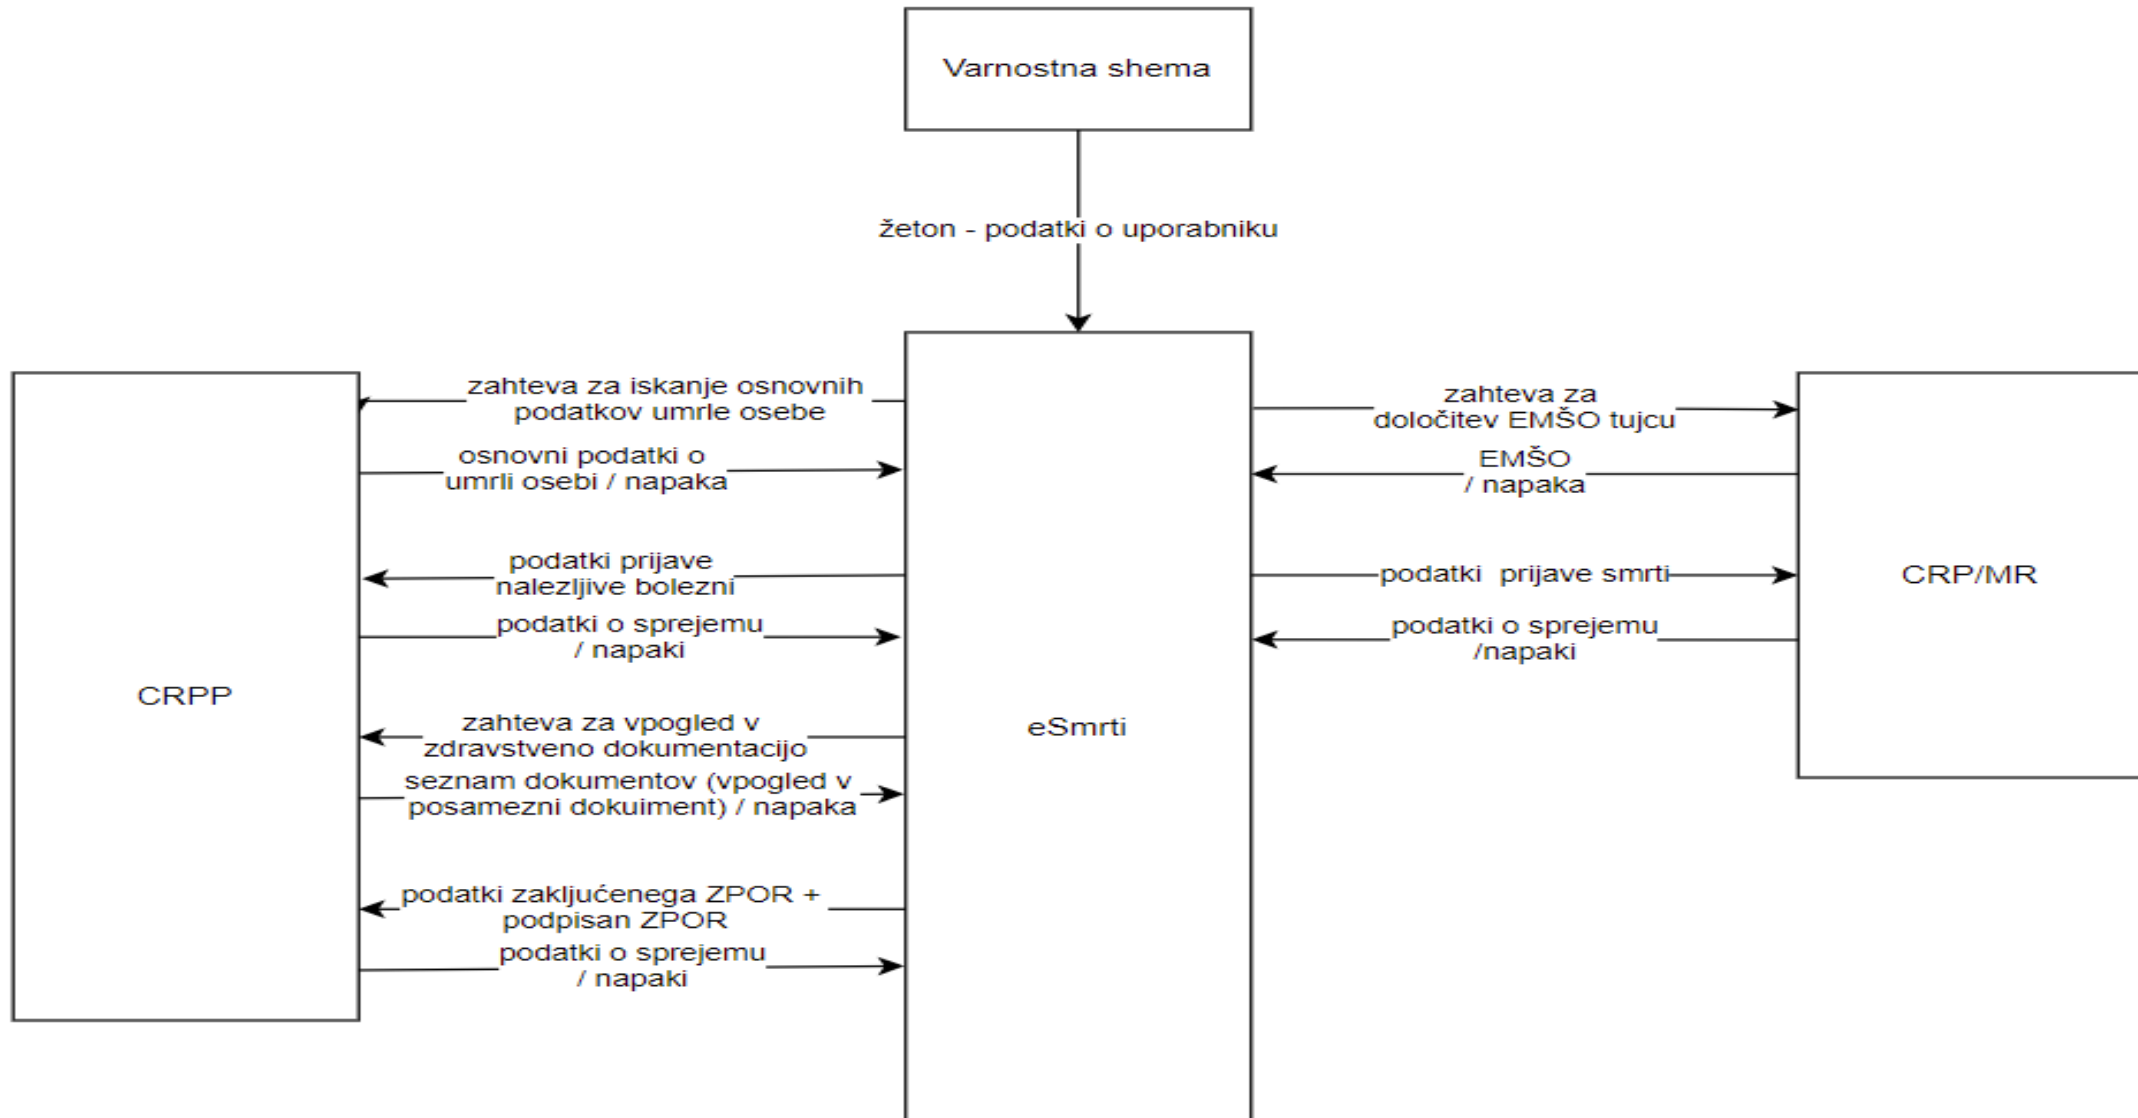 Varnostna shema
žeton - podatki o uporabniku
zahteva za iskanje osnovnih
podatkov umrle osebe
osnovni podatki o
umrli osebi / napaka
podatki prijave
nalezljive bolezni
podatki o sprejemu
/ napaki
CRPP
zahteva za vpogled v
zdravstveno dokumentacijo
seznam dokumentov (vpogled v
posamezni dokuiment) / napaka
podatki zakljućenega ZPOR +
podpisan ZPOR
podatki o sprejemu
/ napaki
eSmrti
zahteva za
določitev EMŠO tujcu
EMŠO
/ napaka
podatki  prijave smrti
podatki o sprejemu
/napaki
CRP/MR